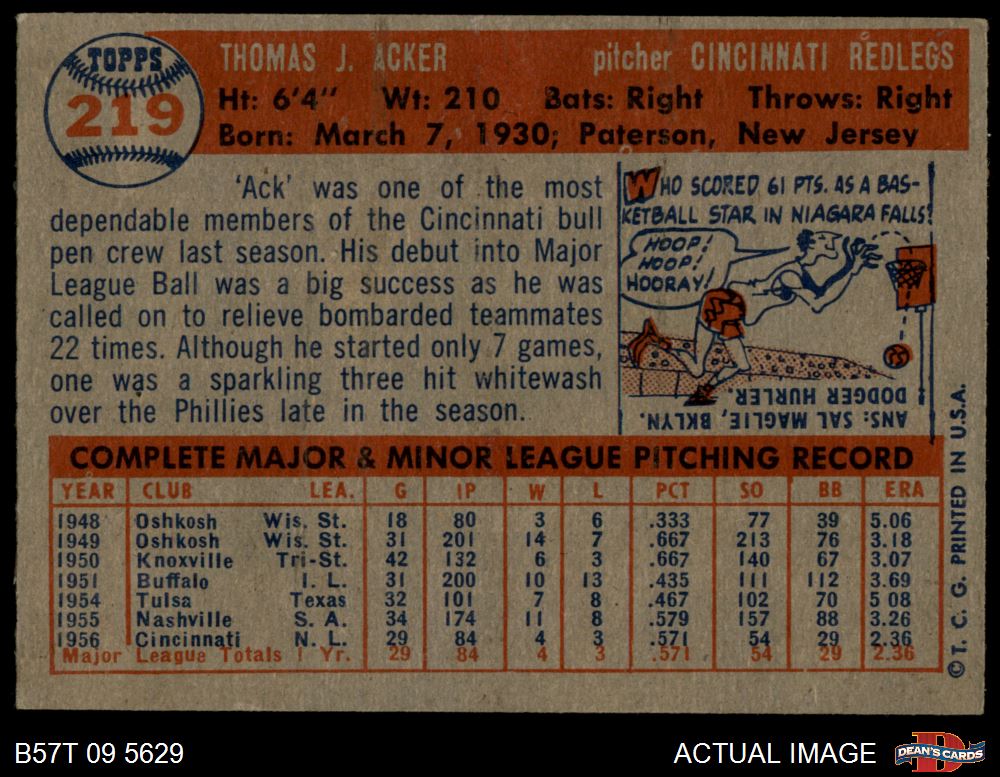 TOPPS
219
THOMAS J. ACKER pitcher CINCINNATI REDLEGS
Ht: 6'4" Wt: 210 Bats: Right Throws: Right
Born: March 7, 1930; Paterson, New Jersey
'Ack' was one of the most
dependable members of the Cincinnati bull
pen crew last season. His debut into Major
League Ball was a big success as he was
called on to relieve bombarded teammates
22 times. Although he started only 7 games,
one was a sparkling three hit whitewash
over the Phillies late in the season.
WHO SCORED 61 PTS. AS A BAS-
KETBALL STAR IN NIAGARA FALLS?
HOOP!
HOOP!
HOORAY!
ANS: SAL MAGLIE, BKLYN.
DODGER HURLER.
COMPLETE MAJOR & MINOR LEAGUE PITCHING RECORD
YEAR CLUB LEA. G IP W L PCT SO BB ERA
1948 Oshkosh Wis. St. 18 80 3 6 .333 77 39 5.06
1949 Oshkosh Wis. St. 31 201 14 7 .667 213 76 3.18
1950 Knoxville Tri-St. 42 132 6 3 .667 140 67 3.07
1951 Buffalo I. L. 31 200 10 13 .435 111 112 3.69
1954 Tulsa Texas 32 101 7 8 .467 102 70 5 08
1955 Nashville S. A. 34 174 11 8 .579 157 88 3.26
1956 Cincinnati N. L. 29 84 4 3 .571 54 29 2.36
Major League Totals 1 Yr. 29 84 4 3 .571 54 29 2.36
© T. C. G. PRINTED IN U.S.A.
B57T 09 5629
ACTUAL IMAGE
DEAN'S CARDS